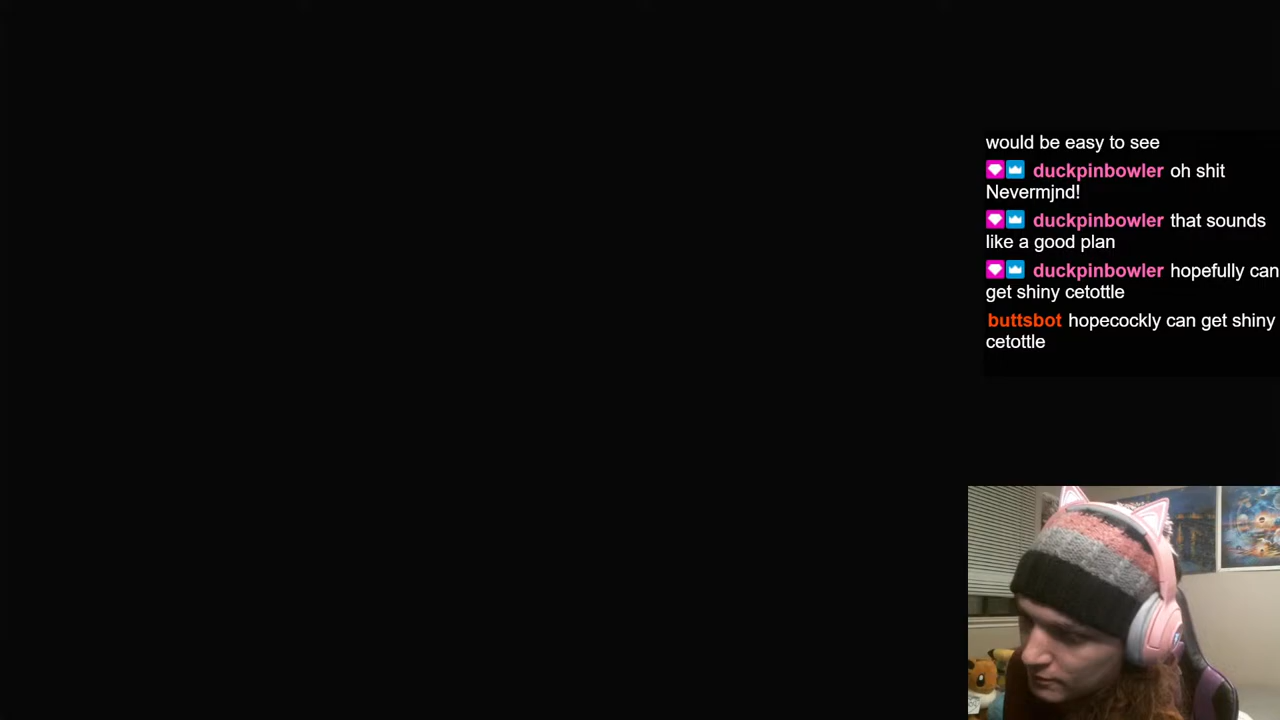 would be easy to see
duckpinbowler oh shit
Nevermjnd!
duckpinbowler that sounds
like a good plan
duckpinbowler hopefully can
get shiny cetottle
buttsbot hopecockly can get shiny
cetottle